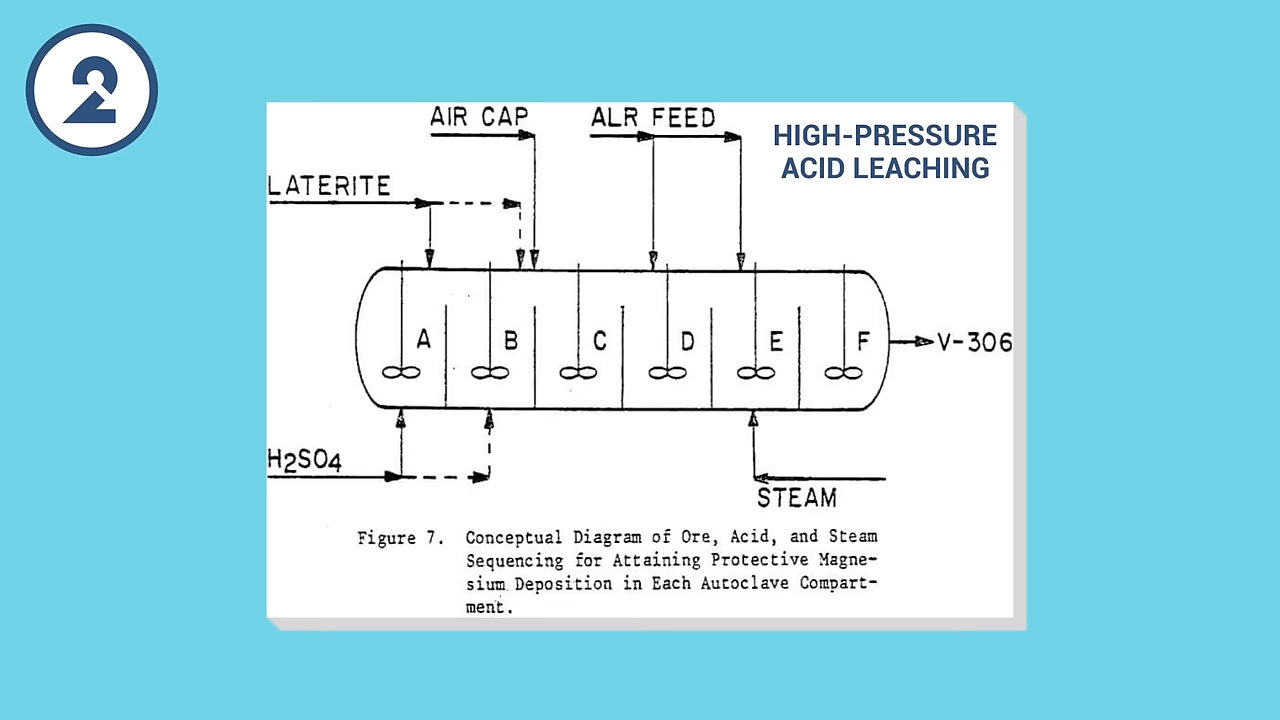 2
AIR CAP
ALR FEED
HIGH-PRESSURE
ACID LEACHING
LATERITE
A
B
C
D
E
F
V-306
H2SO4
STEAM
Figure 7. Conceptual Diagram of Ore, Acid, and Steam
Sequencing for Attaining Protective Magne-
sium Deposition in Each Autoclave Compart-
ment.